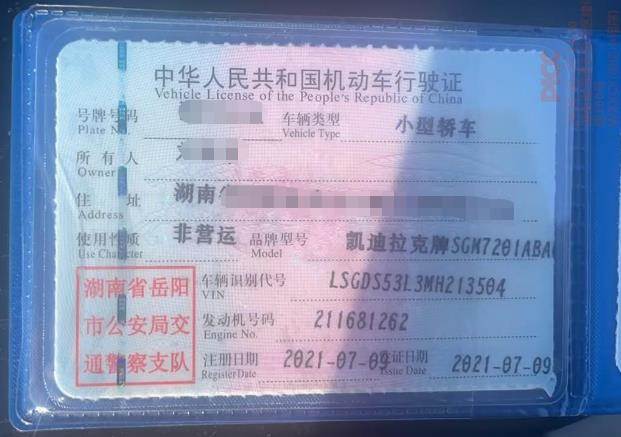 中华人民共和国机动车行驶证
Vehicle License of the People's Republic of China
号牌号码
Plate No.
车辆类型 小型轿车
Vehicle Type
所有人
Owner
住址 湖南省
Address
使用性质 非营运 品牌型号 凯迪拉克牌SGM7201ABA
Use Character Model
湖南省岳阳
市公安局交
通警察支队
车辆识别代号 LSGDS53L3MH213504
VIN
发动机号码 211681262
Engine No.
注册日期 2021-07-09 发证日期 2021-07-09
Register Date Issue Date